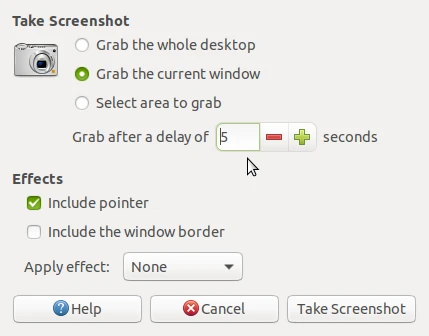 Take Screenshot
Grab the whole desktop
Grab the current window
Select area to grab
Grab after a delay of 5 seconds
Effects
Include pointer
Include the window border
Apply effect: None
Help Cancel Take Screenshot